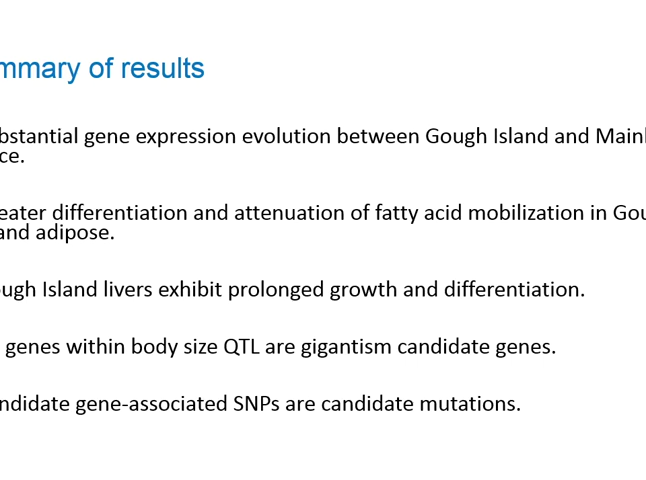 mmary of results
bstantial gene expression evolution between Gough Island and Main
ce.
eater differentiation and attenuation of fatty acid mobilization in Gou
and adipose.
ugh Island livers exhibit prolonged growth and differentiation.
genes within body size QTL are gigantism candidate genes.
ndidate gene-associated SNPs are candidate mutations.